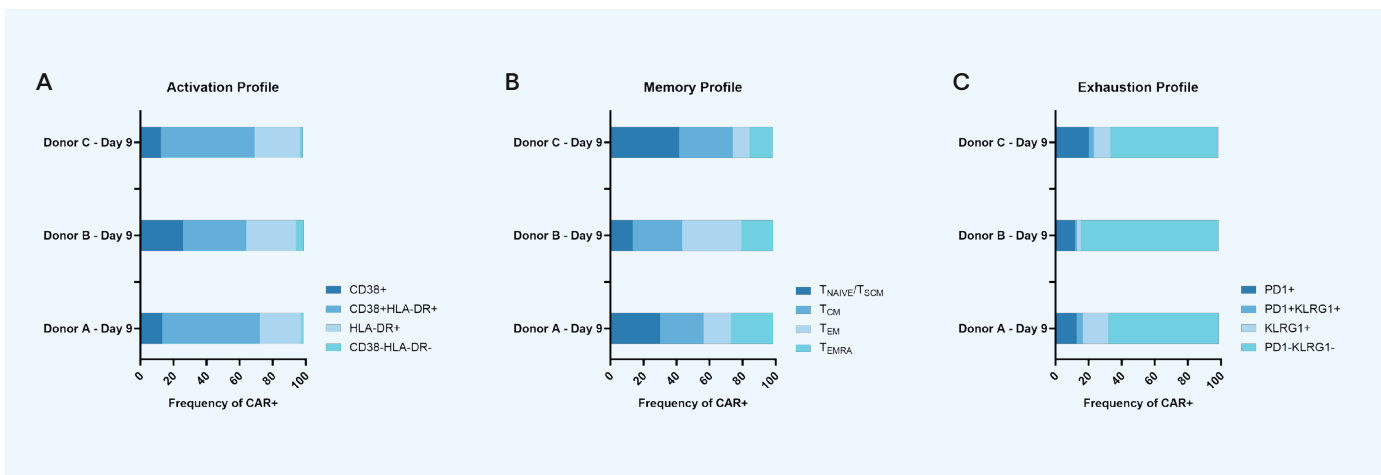 A
Activation Profile
Donor C - Day 9
Donor B - Day 9
Donor A - Day 9
0 20 40 60 80 100
Frequency of CAR+
CD38+
CD38+HLA-DR+
HLA-DR+
CD38-HLA-DR-
B
Memory Profile
Donor C - Day 9
Donor B - Day 9
Donor A - Day 9
0 20 40 60 80 100
Frequency of CAR+
TNAIVE/TSCM
TCM
TEM
TEMRA
C
Exhaustion Profile
Donor C - Day 9
Donor B - Day 9
Donor A - Day 9
0 20 40 60 80 100
Frequency of CAR+
PD1+
PD1+KLRG1+
KLRG1+
PD1-KLRG1-